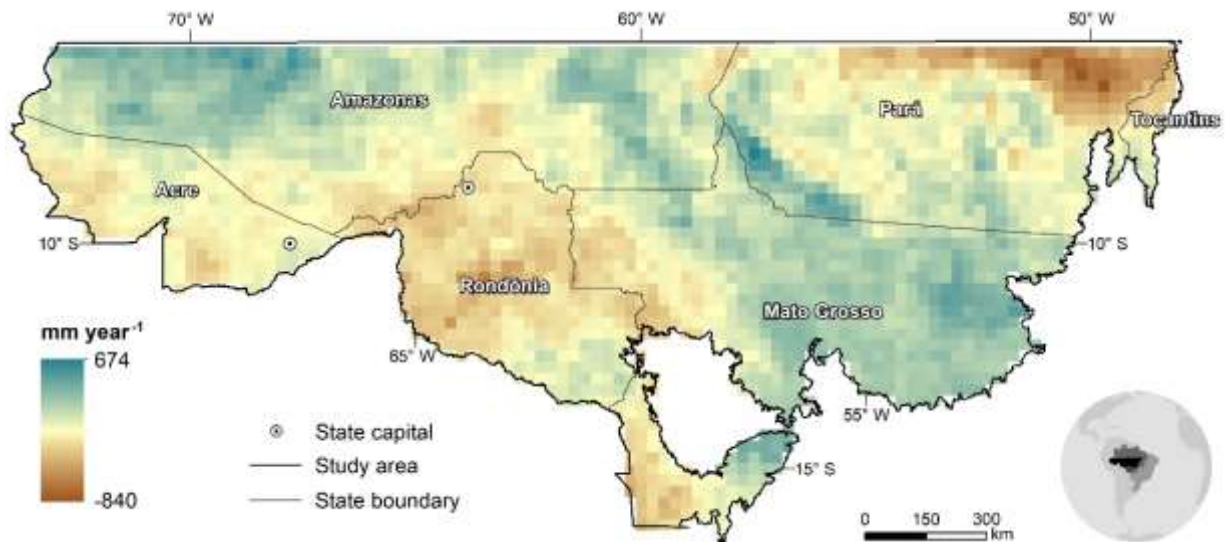 70° W
60° W
50° W
Amazonas
Pará
Tocantins
Acre
10° S
10° S
Rondônia
Mato Grosso
mm year⁻¹
674
-840
65° W
55° W
15° S
State capital
Study area
State boundary
0 150 300
km